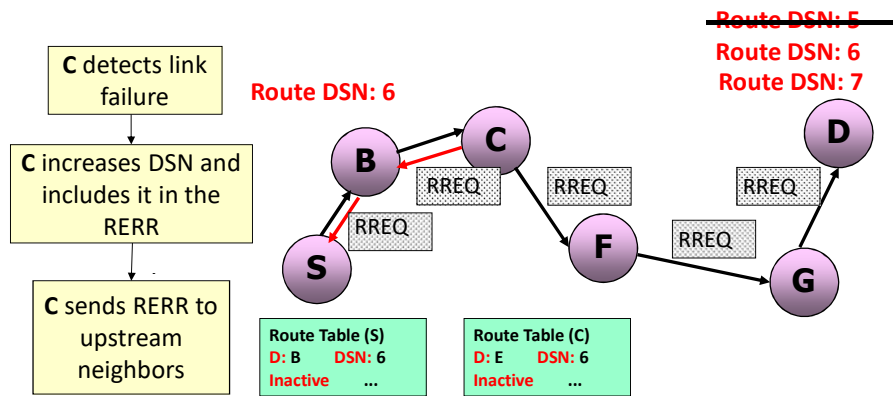 C detects link
failure
C increases DSN and
includes it in the
RERR
C sends RERR to
upstream
neighbors
Route DSN: 6
Route DSN: 5
Route DSN: 6
Route DSN: 7
B
C
D
S
F
G
RREQ
RREQ
RREQ
RREQ
RREQ
Route Table (S)
D: B DSN: 6
Inactive ...
Route Table (C)
D: E DSN: 6
Inactive ...